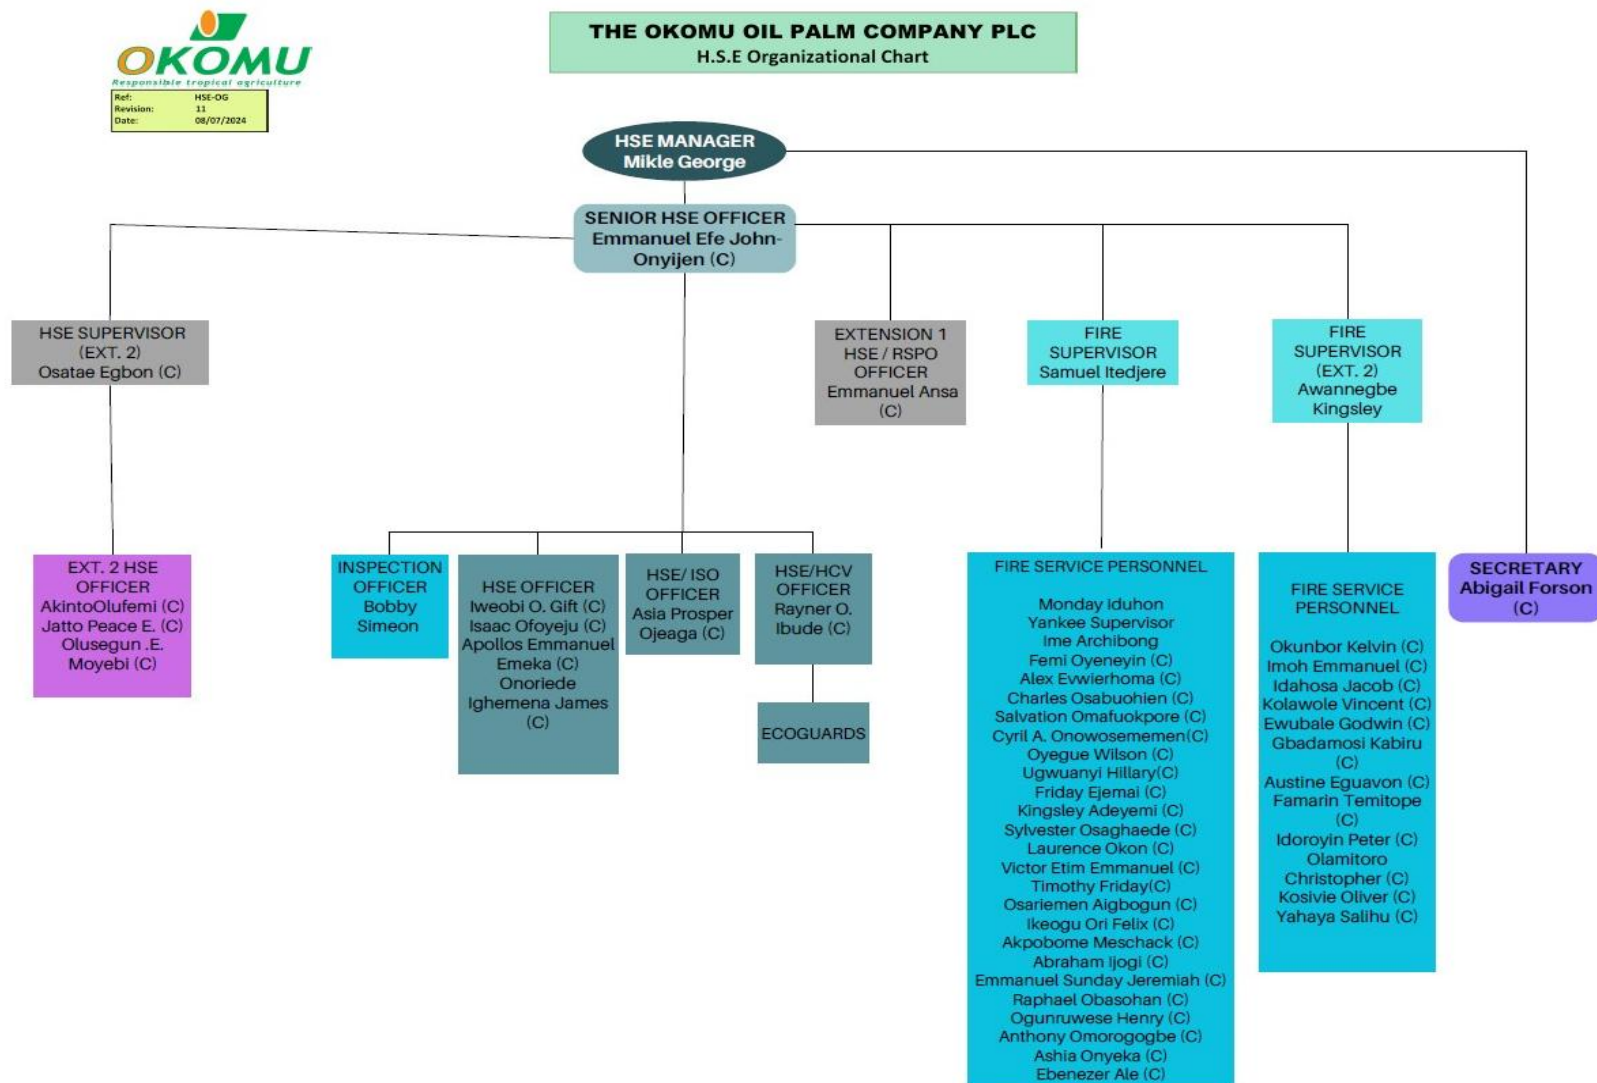 OKOMU
Responsible tropical agriculture
Ref: HSE-OG
Revision: 11
Date: 08/07/2024
THE OKOMU OIL PALM COMPANY PLC
H.S.E Organizational Chart
HSE MANAGER
Mikle George
SENIOR HSE OFFICER
Emmanuel Efe John-
Onyijen (C)
HSE SUPERVISOR
(EXT. 2)
Osatae Egbon (C)
EXTENSION 1
HSE / RSPO
OFFICER
Emmanuel Ansa
(C)
FIRE
SUPERVISOR
Samuel Itedjere
FIRE
SUPERVISOR
(EXT. 2)
Awannegbe
Kingsley
EXT. 2 HSE
OFFICER
AkintoOlufemi (C)
Jatto Peace E. (C)
Olusegun .E.
Moyebi (C)
INSPECTION
OFFICER
Bobby
Simeon
HSE OFFICER
Iweobi O. Gift (C)
Isaac Ofoyeju (C)
Apollos Emmanuel
Emeka (C)
Onoriede
Ighemena James
(C)
HSE/ ISO
OFFICER
Asia Prosper
Ojeaga (C)
HSE/HCV
OFFICER
Rayner O.
Ibude (C)
ECOGUARDS
FIRE SERVICE PERSONNEL
Monday Iduhon
Yankee Supervisor
Ime Archibong
Femi Oyeneyin (C)
Alex Evwierhoma (C)
Charles Osabuohien (C)
Salvation Omafuokpore (C)
Cyril A. Onowosememen(C)
Oyegue Wilson (C)
Ugwuanyi Hillary(C)
Friday Ejemai (C)
Kingsley Adeyemi (C)
Sylvester Osaghaede (C)
Laurence Okon (C)
Victor Etim Emmanuel (C)
Timothy Friday(C)
Osariemen Aigbogun (C)
Ikeogu Ori Felix (C)
Akpobome Meschack (C)
Abraham Ijogi (C)
Emmanuel Sunday Jeremiah (C)
Raphael Obasohan (C)
Ogunruwese Henry (C)
Anthony Omorogogbe (C)
Ashia Onyeka (C)
Ebenezer Ale (C)
FIRE SERVICE
PERSONNEL
Okunbor Kelvin (C)
Imoh Emmanuel (C)
Idahosa Jacob (C)
Kolawole Vincent (C)
Ewubale Godwin (C)
Gbadamosi Kabiru
(C)
Austine Eguavon (C)
Famarin Temitope
(C)
Idoroyin Peter (C)
Olamitoro
Christopher (C)
Kosivie Oliver (C)
Yahaya Salihu (C)
SECRETARY
Abigail Forson
(C)